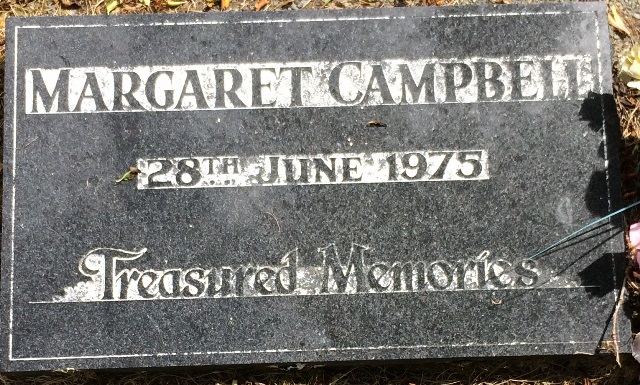 MARGARET CAMPBELL
28TH JUNE 1975
Treasured Memories